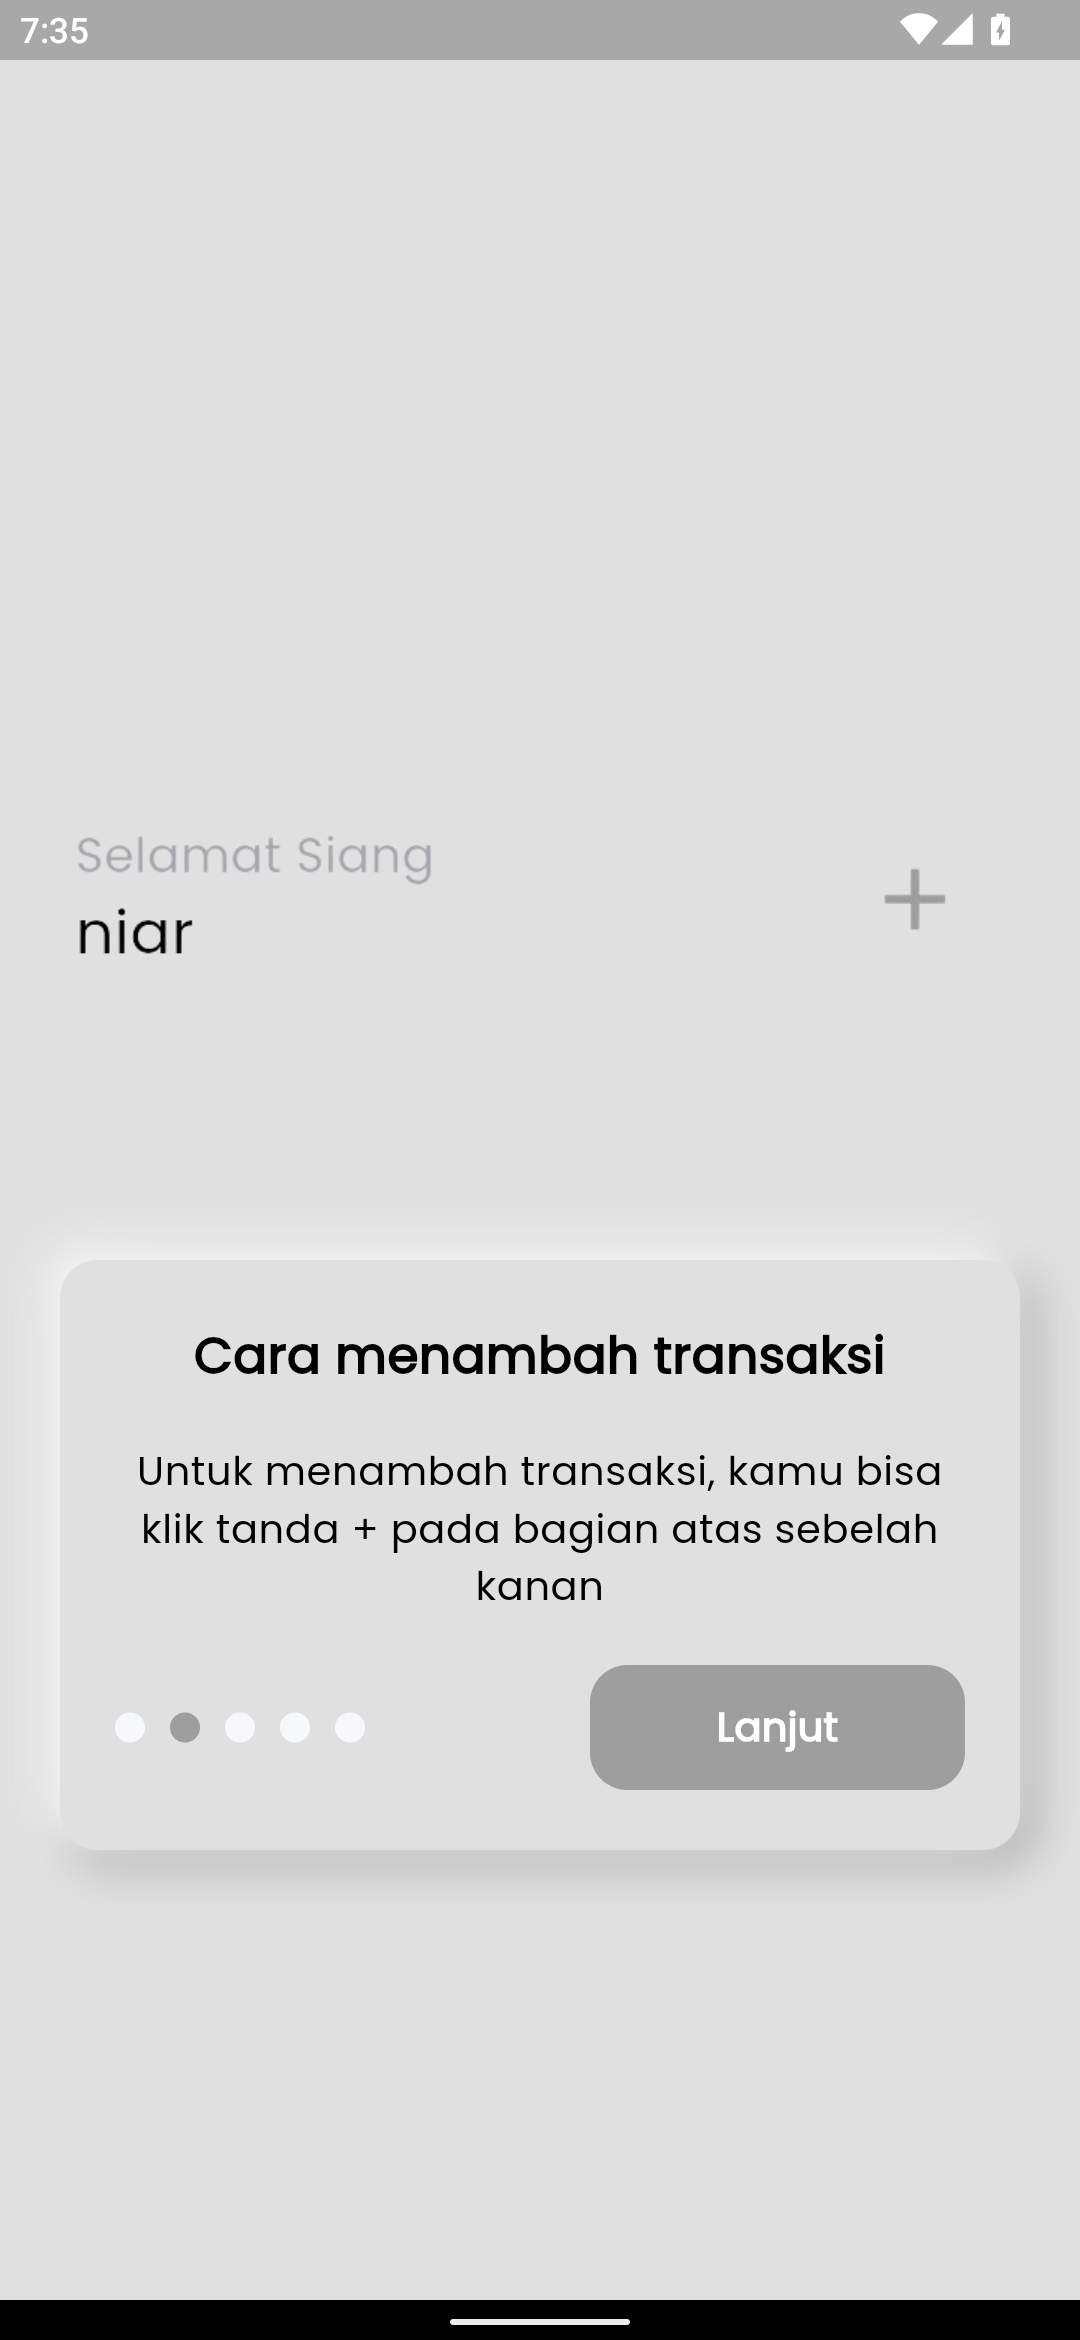 7:35
Selamat Siang
niar
Cara menambah transaksi
Untuk menambah transaksi, kamu bisa
klik tanda + pada bagian atas sebelah
kanan
Lanjut